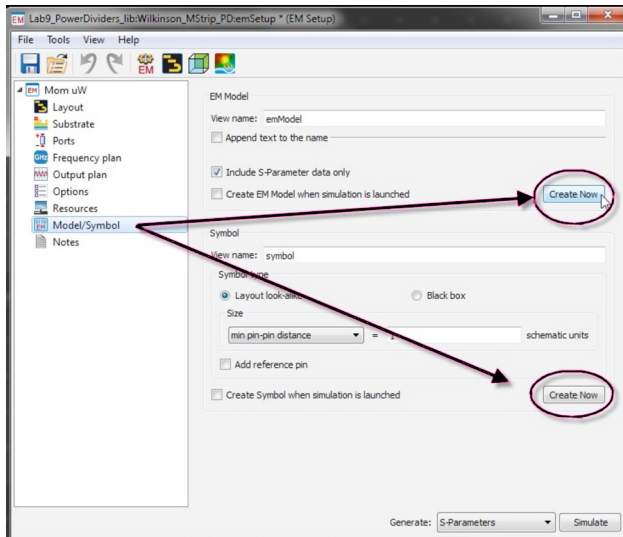 Lab9_PowerDividers_lib:Wilkinson_MStrip_PD:emSetup * (EM Setup)
File Tools View Help
EM
Mom uW
Layout
Substrate
Ports
Frequency plan
Output plan
Options
Resources
Model/Symbol
Notes
EM Model
View name: emModel
Append text to the name
Include S-Parameter data only
Create EM Model when simulation is launched Create Now
Symbol
View name: symbol
Symbol type
Layout look-alike Black box
Size
min pin-pin distance = 1 schematic units
Add reference pin
Create Symbol when simulation is launched Create Now
Generate: S-Parameters Simulate